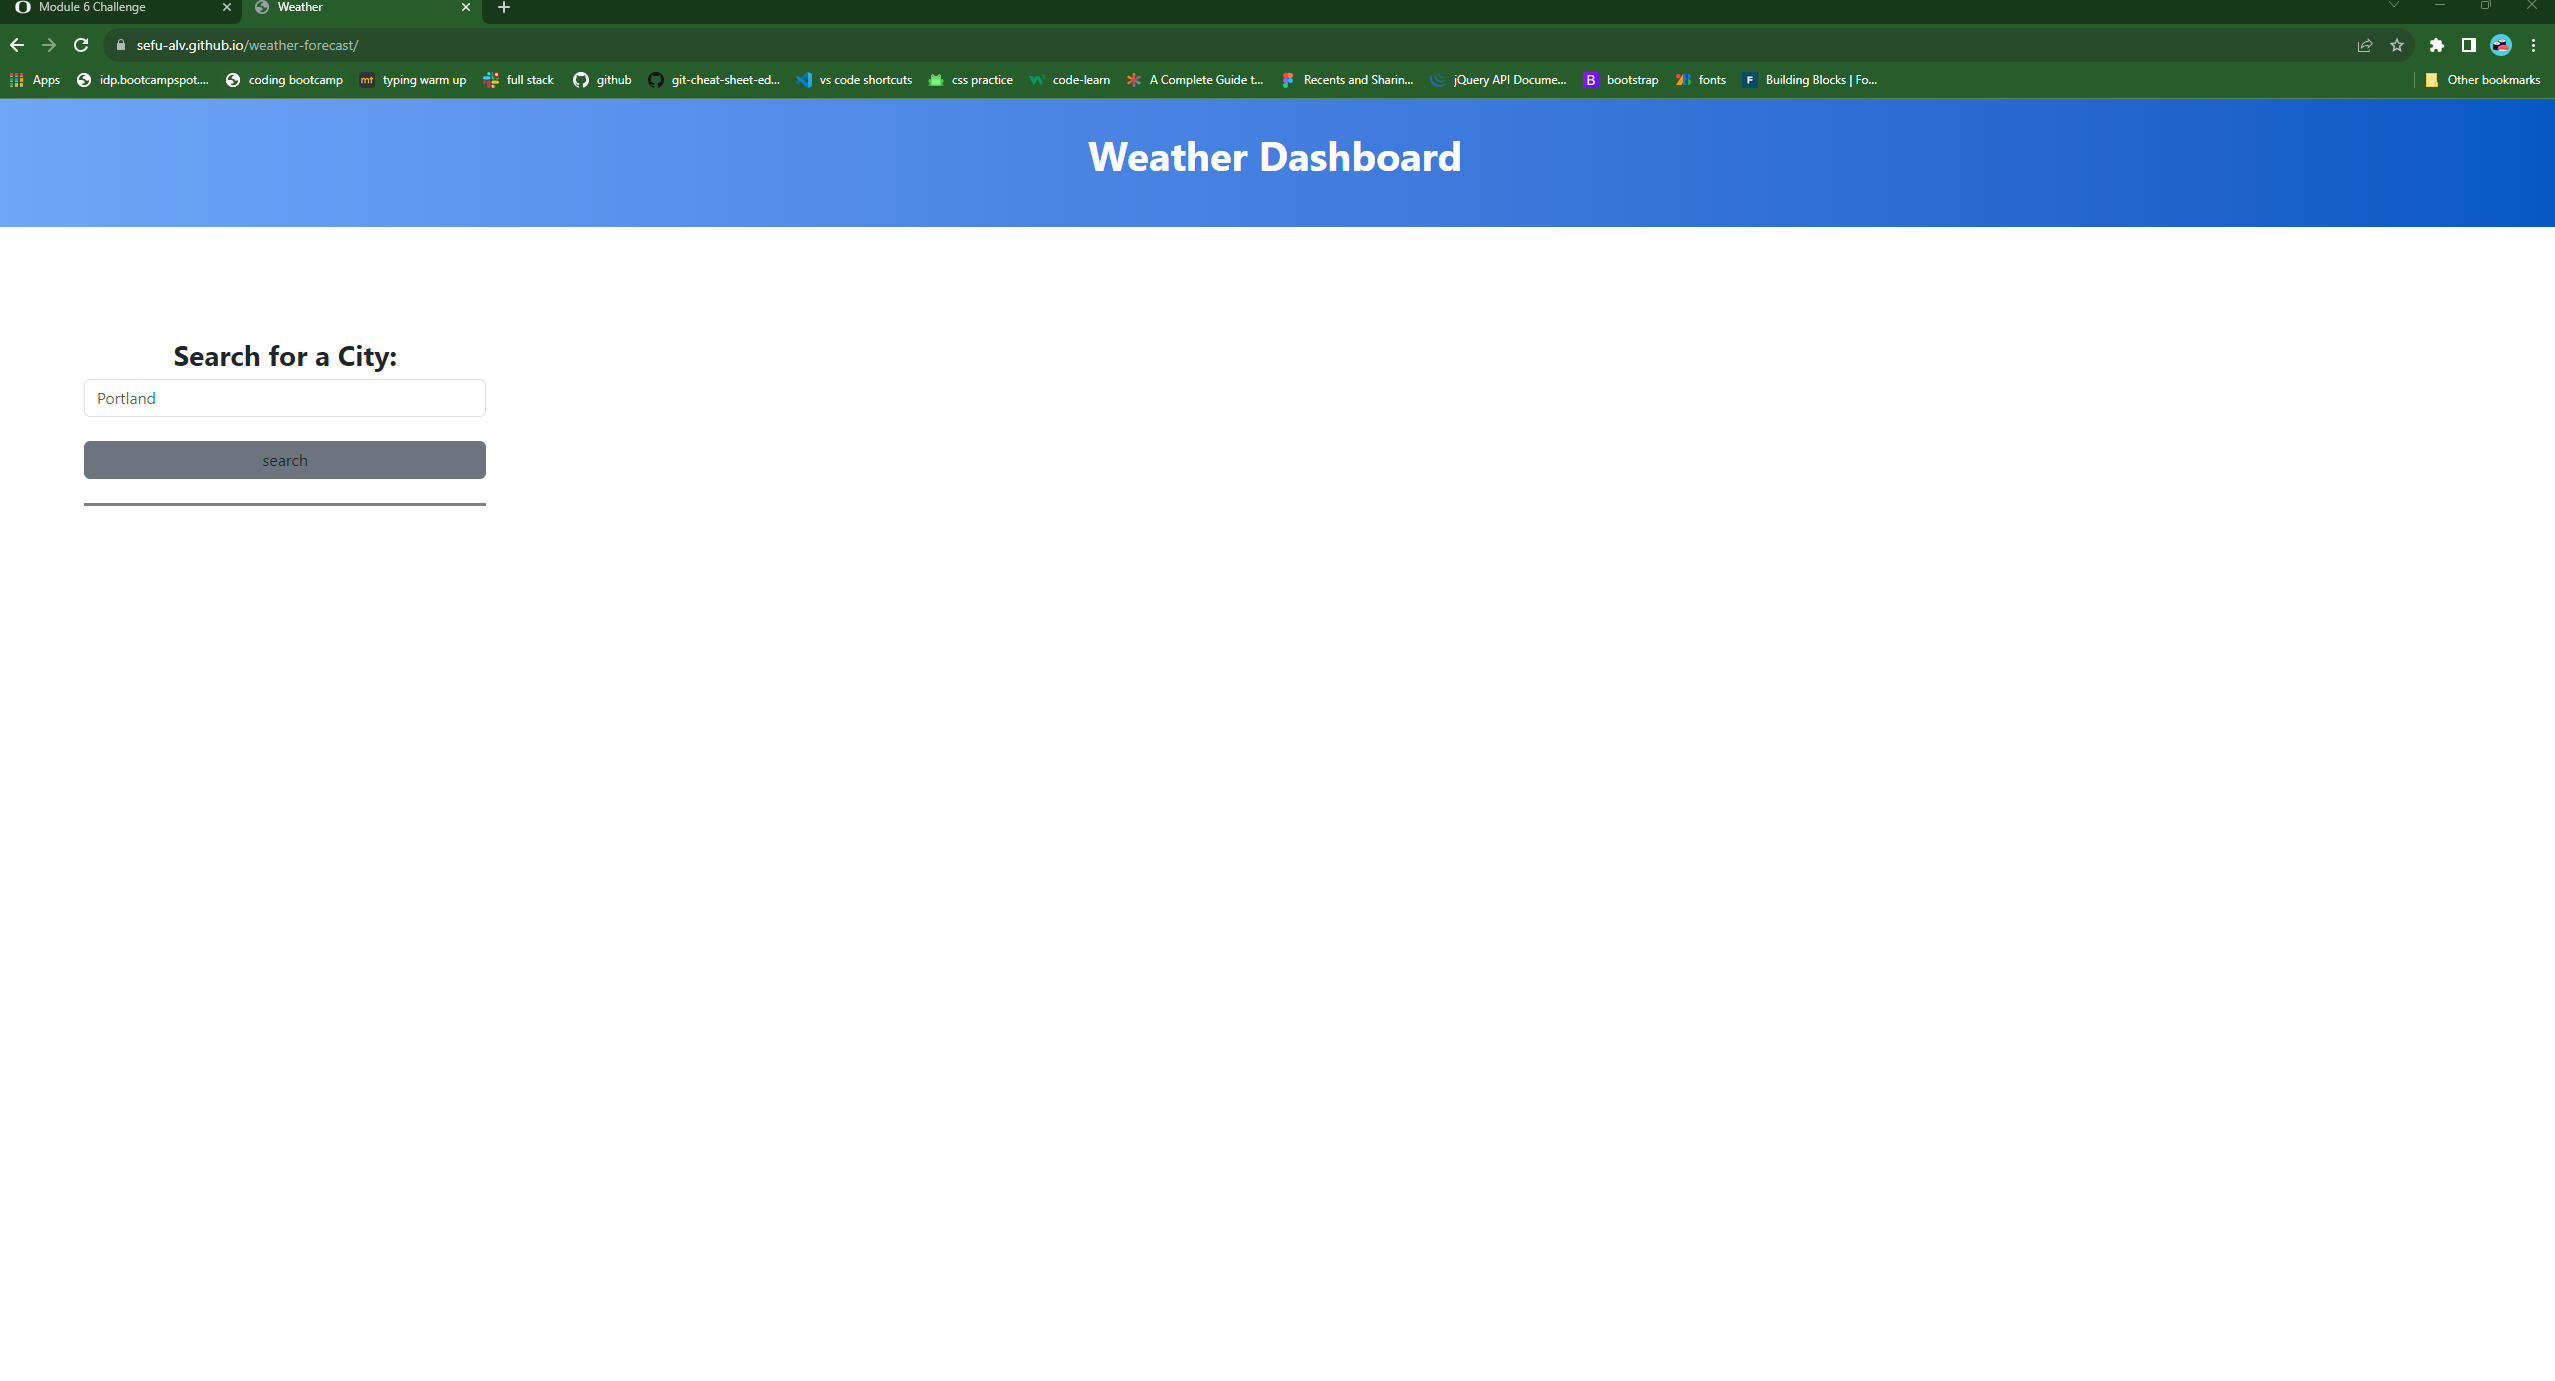 Module 6 Challenge
Weather
sefu-alv.github.io/weather-forecast/
Apps idp.bootcampspot.... coding bootcamp mt typing warm up full stack github git-cheat-sheet-ed... vs code shortcuts css practice code-learn A Complete Guide t... Recents and Sharin... jQuery API Docume... B bootstrap fonts F Building Blocks | Fo... Other bookmarks
Weather Dashboard
Search for a City:
Portland
search